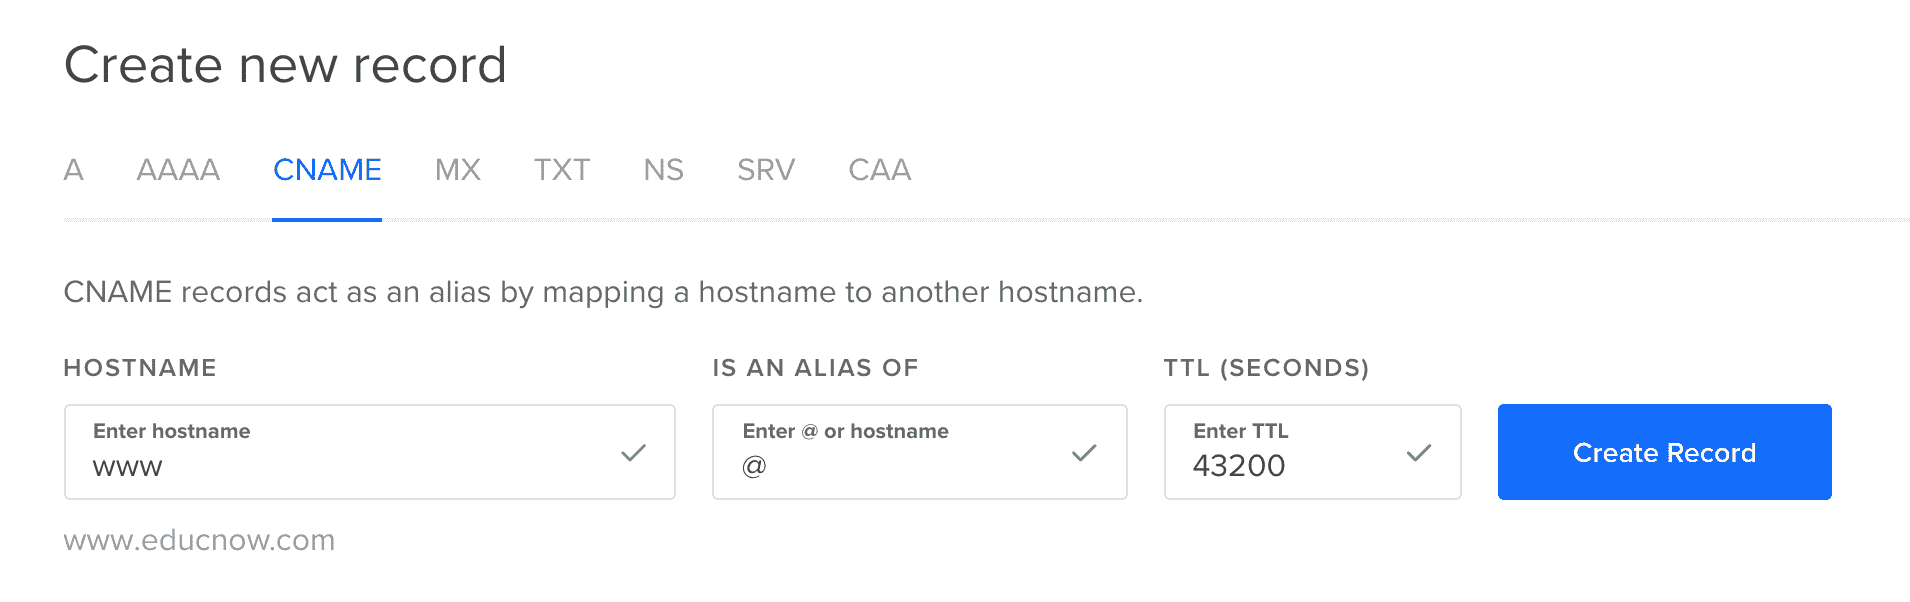 Create new record
A AAAA CNAME MX TXT NS SRV CAA
CNAME records act as an alias by mapping a hostname to another hostname.
HOSTNAME IS AN ALIAS OF TTL (SECONDS)
Enter hostname Enter @ or hostname Enter TTL
www @ 43200 Create Record
www.educnow.com